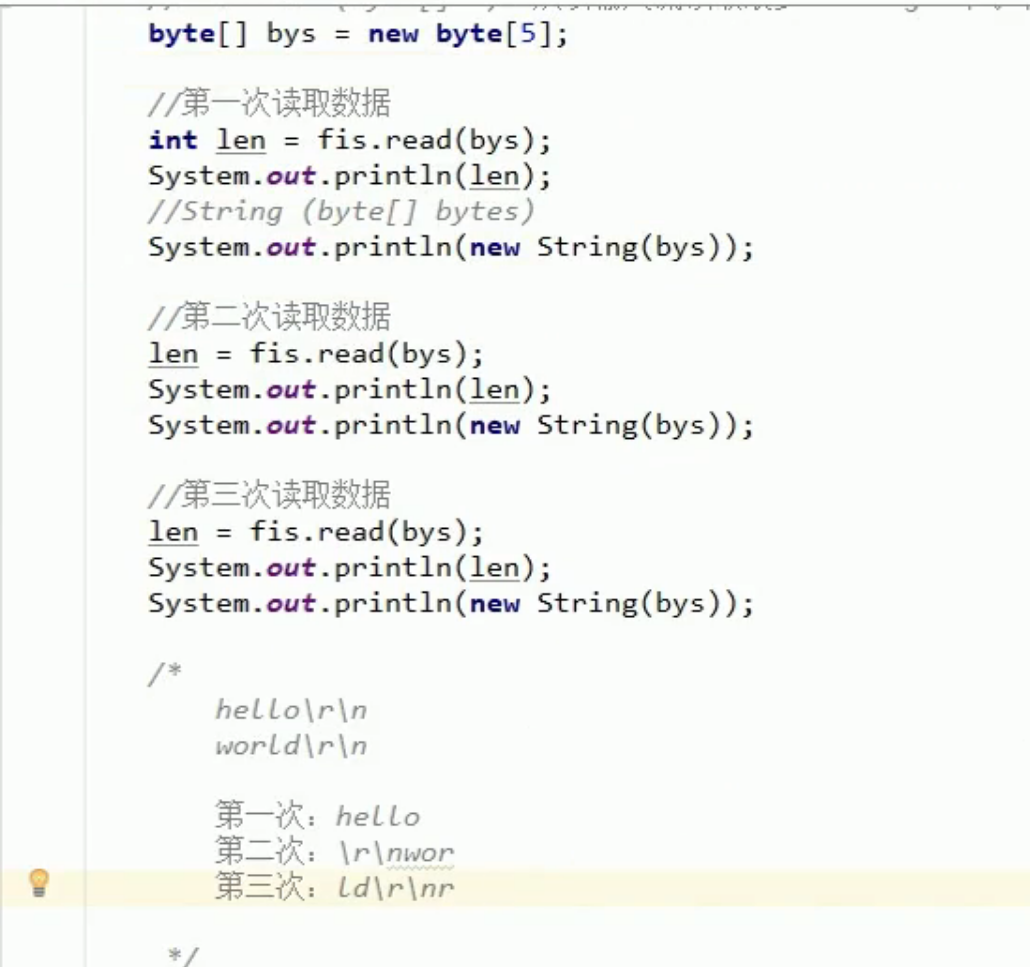 byte[] bys = new byte[5];
//第一次读取数据
int len = fis.read(bys);
System.out.println(len);
//String (byte[] bytes)
System.out.println(new String(bys));
//第二次读取数据
len = fis.read(bys);
System.out.println(len);
System.out.println(new String(bys));
//第三次读取数据
len = fis.read(bys);
System.out.println(len);
System.out.println(new String(bys));
/*
hello\r\n
world\r\n
第一次：hello
第二次：\r\nwor
第三次：ld\r\nr
*/